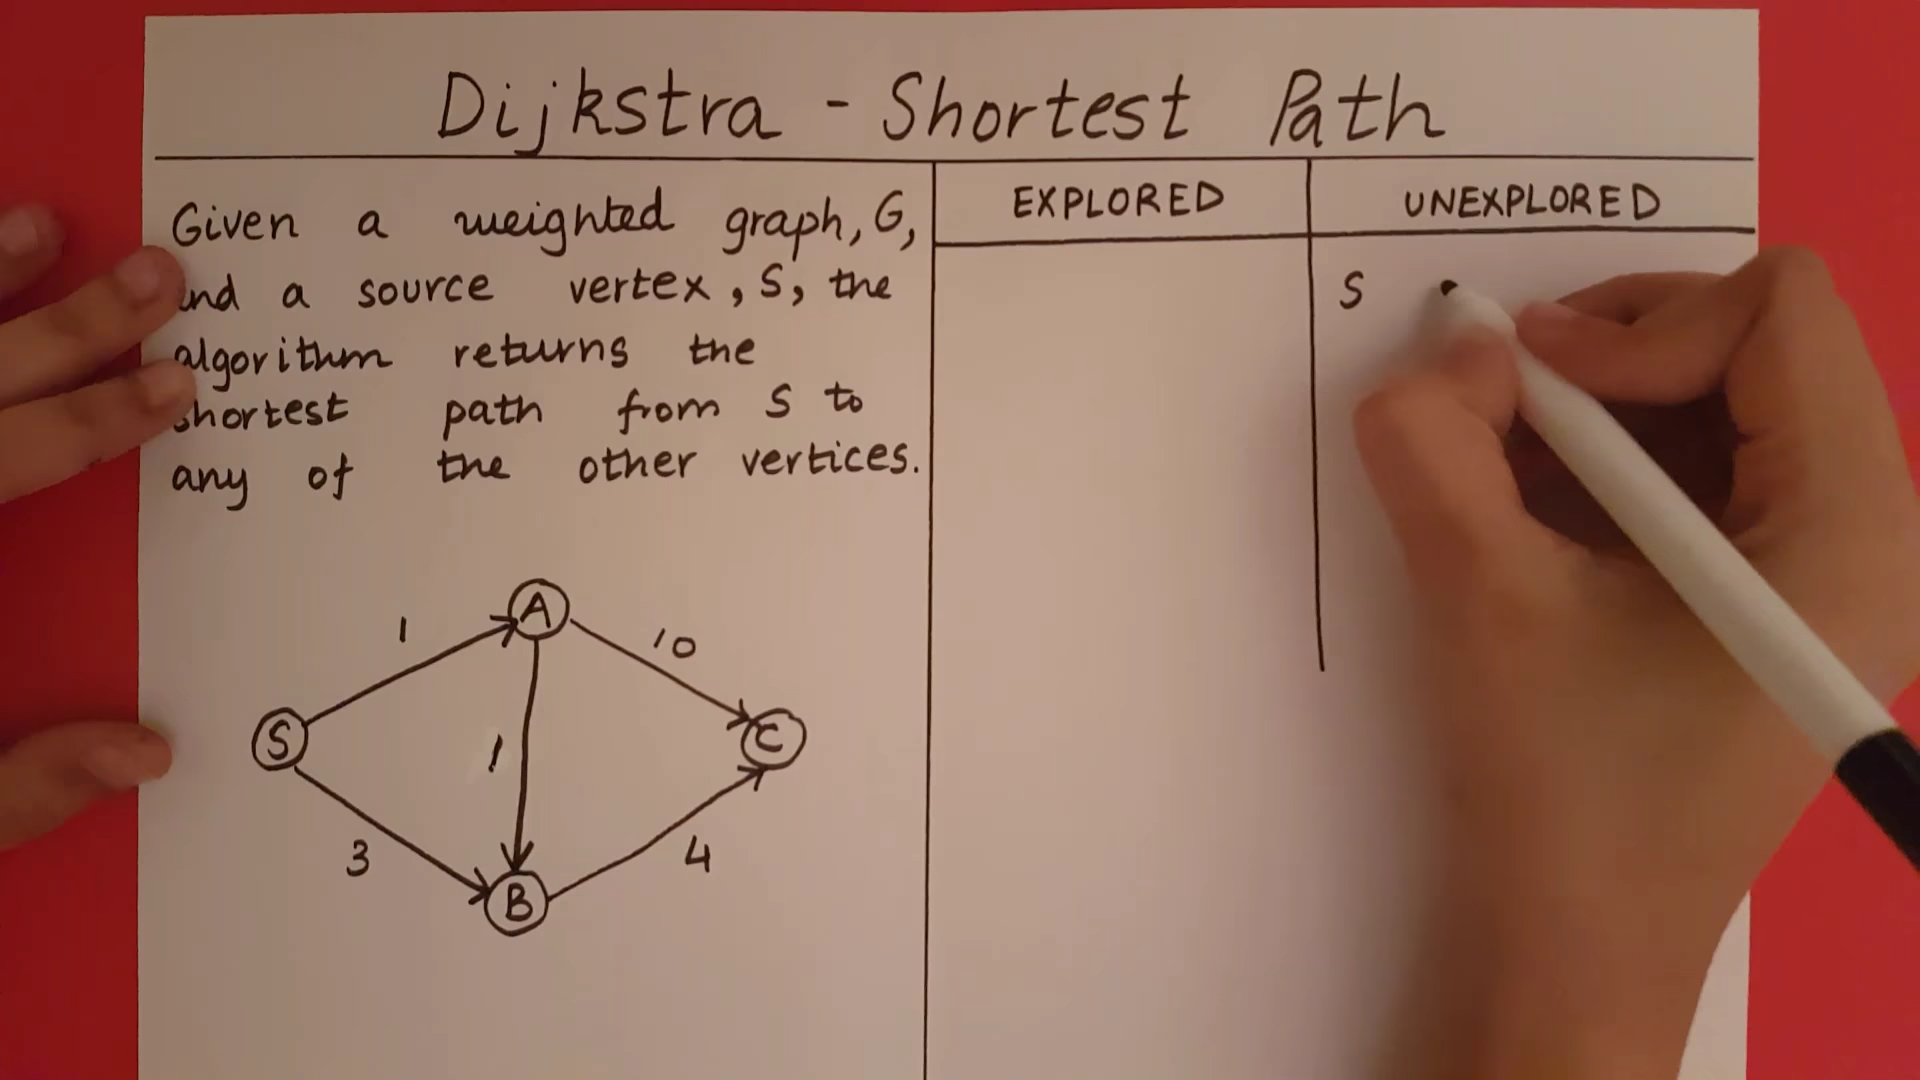 Dijkstra - Shortest Path
Given a weighted graph, G,
and a source vertex, S, the
algorithm returns the
shortest path from S to
any of the other vertices.
EXPLORED
UNEXPLORED
S
A
1
10
S
1
C
3
4
B